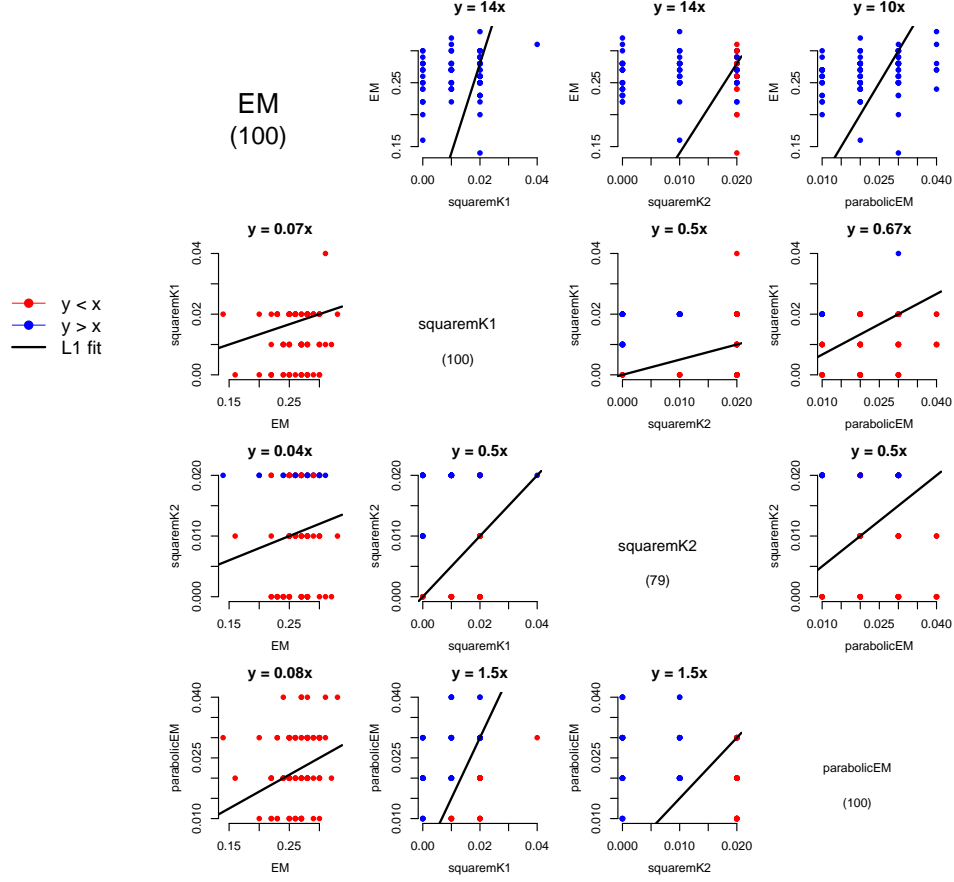 y = 14x
y = 14x
y = 10x
EM
(100)
EM
0.15
0.25
0.00
0.02
0.04
squaremK1
EM
0.15
0.25
0.000
0.010
0.020
squaremK2
EM
0.15
0.25
0.010
0.025
0.040
parabolicEM
y < x
y > x
L1 fit
y = 0.07x
squaremK1
0.00
0.02
0.04
0.15
0.25
EM
squaremK1
(100)
y = 0.5x
squaremK1
0.00
0.02
0.04
0.000
0.010
0.020
squaremK2
y = 0.67x
squaremK1
0.00
0.02
0.04
0.010
0.025
0.040
parabolicEM
y = 0.04x
squaremK2
0.000
0.010
0.020
0.15
0.25
EM
y = 0.5x
squaremK2
0.000
0.010
0.020
0.00
0.02
0.04
squaremK1
squaremK2
(79)
y = 0.5x
squaremK2
0.000
0.010
0.020
0.010
0.025
0.040
parabolicEM
y = 0.08x
parabolicEM
0.010
0.025
0.040
0.15
0.25
EM
y = 1.5x
parabolicEM
0.010
0.025
0.040
0.00
0.02
0.04
squaremK1
y = 1.5x
parabolicEM
0.010
0.025
0.040
0.000
0.010
0.020
squaremK2
parabolicEM
(100)